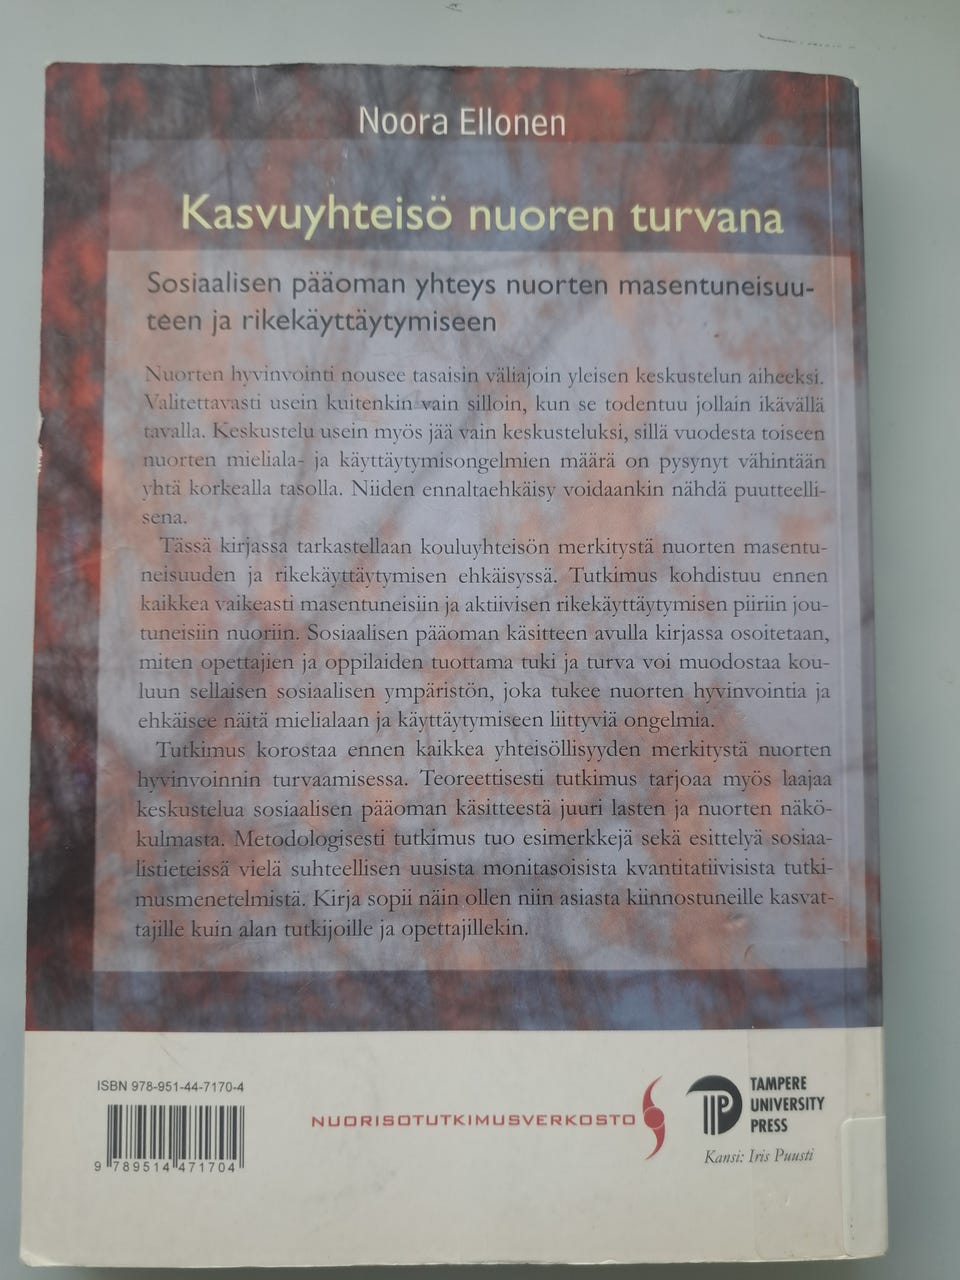 Noora Ellonen
Kasvuyhteisö nuoren turvana
Sosiaalisen pääoman yhteys nuorten masentuneisuu-
teen ja rikekäyttäytymiseen
Nuorten hyvinvointi nousee tasaisin väliajoin yleisen keskustelun aiheeksi.
Valitettavasti usein kuitenkin vain silloin, kun se todentuu jollain ikävällä
tavalla. Keskustelu usein myös jää vain keskusteluksi, sillä vuodesta toiseen
nuorten mieliala- ja käyttäytymisongelmien määrä on pysynyt vähintään
yhtä korkealla tasolla. Niiden ennaltaehkäisy voidaankin nähdä puutteelli-
sena.
Tässä kirjassa tarkastellaan kouluyhteisön merkitystä nuorten masentu-
neisuuden ja rikekäyttäytymisen ehkäisyssä. Tutkimus kohdistuu ennen
kaikkea vaikeasti masentuneisiin ja aktiivisen rikekäyttäytymisen piiriin jou-
tuneisiin nuoriin. Sosiaalisen pääoman käsitteen avulla kirjassa osoitetaan,
miten opettajien ja oppilaiden tuottama tuki ja turva voi muodostaa kou-
luun sellaisen sosiaalisen ympäristön, joka tukee nuorten hyvinvointia ja
ehkäisee näitä mielialaan ja käyttäytymiseen liittyviä ongelmia.
Tutkimus korostaa ennen kaikkea yhteisöllisyyden merkitystä nuorten
hyvinvoinnin turvaamisessa. Teoreettisesti tutkimus tarjoaa myös laajaa
keskustelua sosiaalisen pääoman käsitteestä juuri lasten ja nuorten näkö-
kulmasta. Metodologisesti tutkimus tuo esimerkkejä sekä esittelyä sosiaa-
listieteissä vielä suhteellisen uusista monitasoisista kvantitatiivisista tutki-
musmenetelmistä. Kirja sopii näin ollen niin asiasta kiinnostuneille kasvat-
tajille kuin alan tutkijoille ja opettajillekin.
ISBN 978-951-44-7170-4
9 789514 471704
NUORISOTUTKIMUSVERKOSTO
TAMPERE
UNIVERSITY
PRESS
Kansi: Iris Puusti